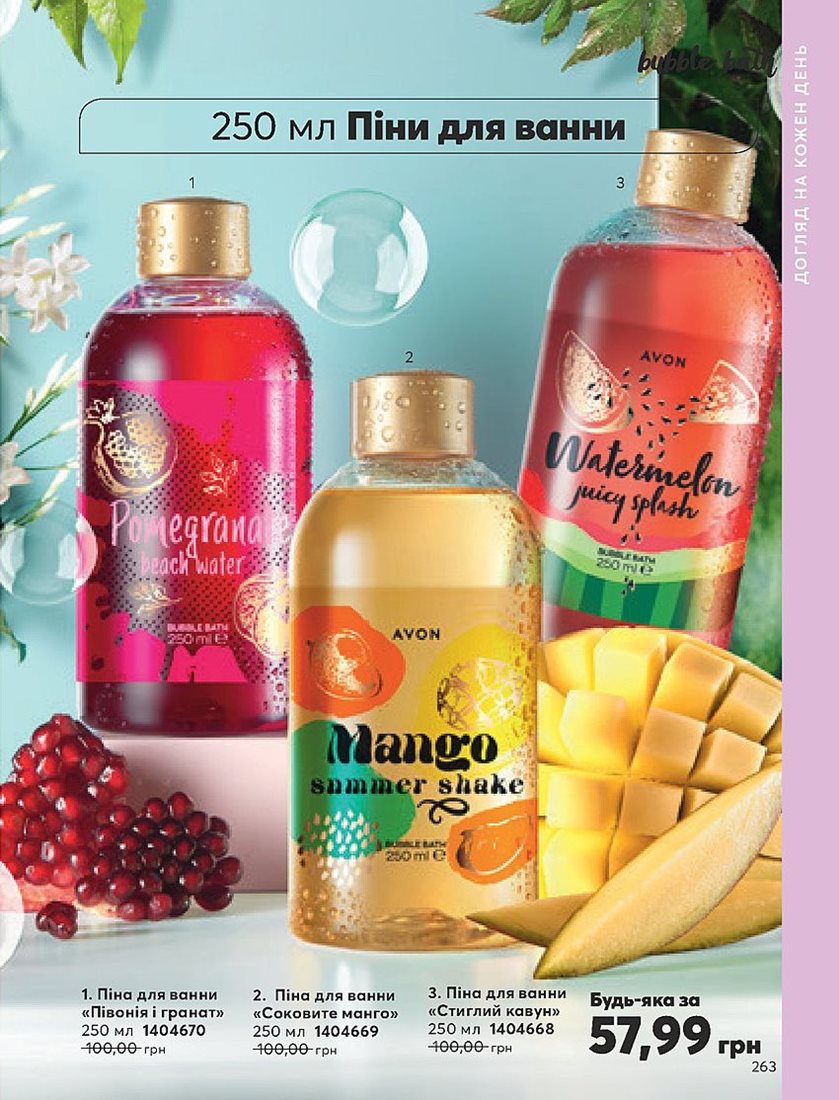 bubble bath
250 мл Піни для ванни
ДОГЛЯД НА КОЖЕН ДЕНЬ
1
Pomegranate
beach water
BUBBLE BATH
250 ml e
2
AVON
Mango
summer shake
BUBBLE BATH
250 ml e
3
AVON
Watermelon
juicy splash
BUBBLE BATH
250 ml e
1. Піна для ванни
«Півонія і гранат»
250 мл 1404670
100,00 грн
2. Піна для ванни
«Соковите манго»
250 мл 1404669
100,00 грн
3. Піна для ванни
«Стиглий кавун»
250 мл 1404668
100,00 грн
Будь-яка за
57,99 грн
263